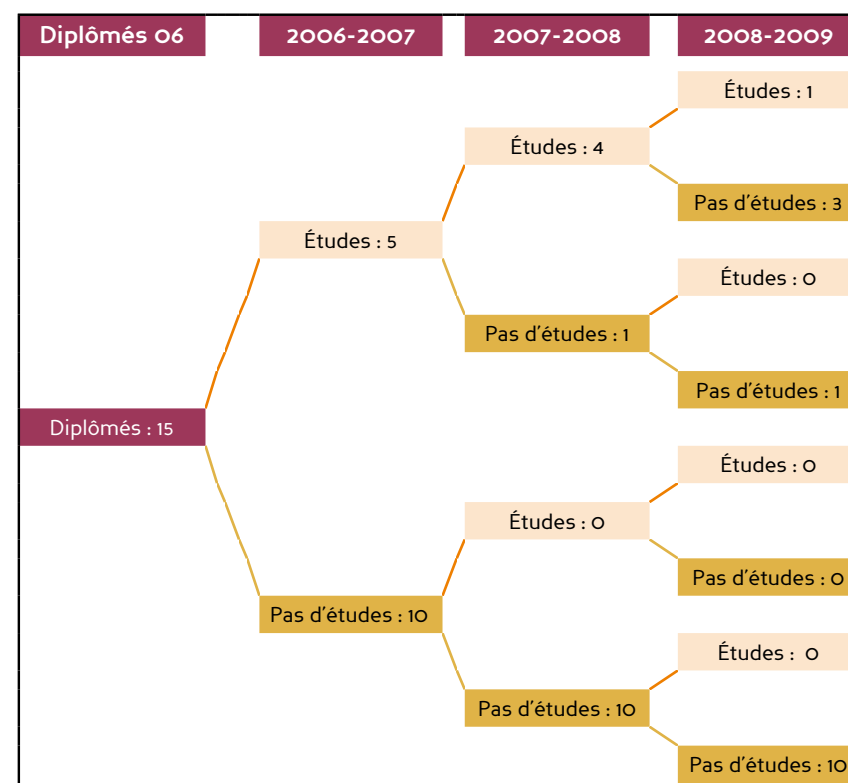 Diplômés 06 2006-2007 2007-2008 2008-2009
Études : 1
Études : 4
Pas d'études : 3
Études : 5
Études : 0
Pas d'études : 1
Pas d'études : 1
Diplômés : 15
Études : 0
Études : 0
Pas d'études : 0
Pas d'études : 10
Études : 0
Pas d'études : 10
Pas d'études : 10